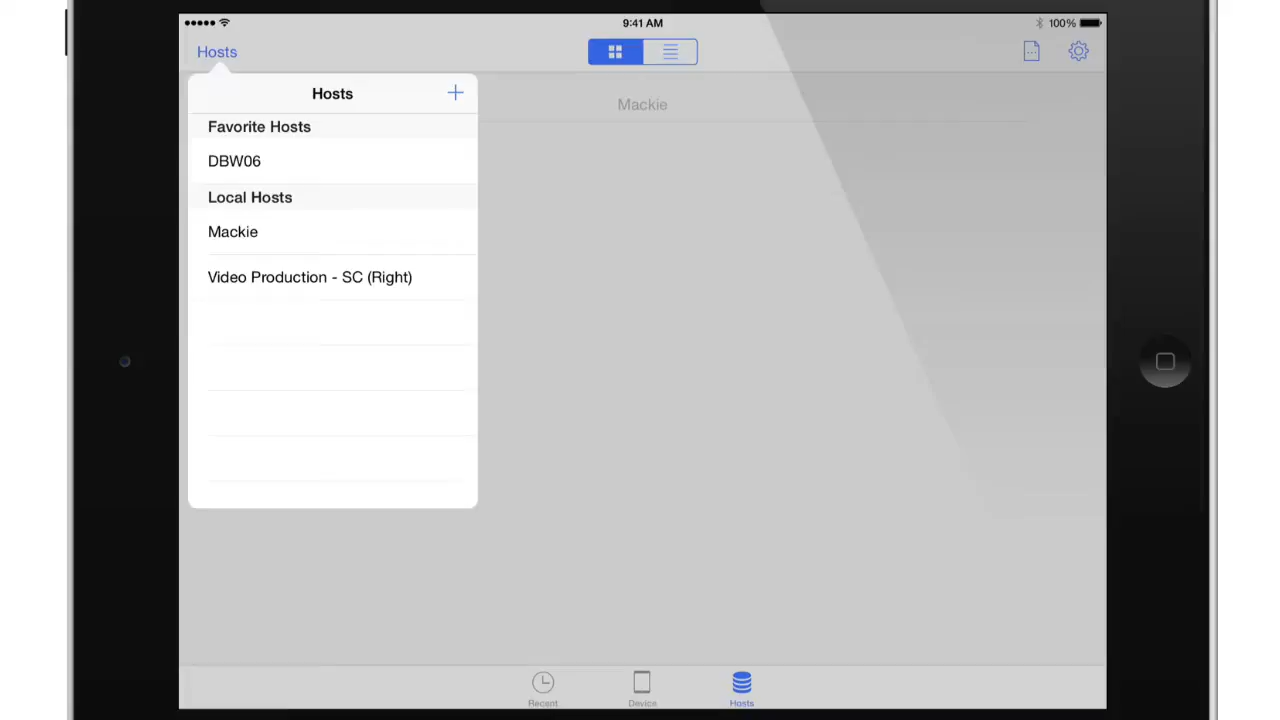 9:41 AM
100%
Hosts
Hosts
Mackie
Favorite Hosts
DBW06
Local Hosts
Mackie
Video Production - SC (Right)
Recent
Device
Hosts